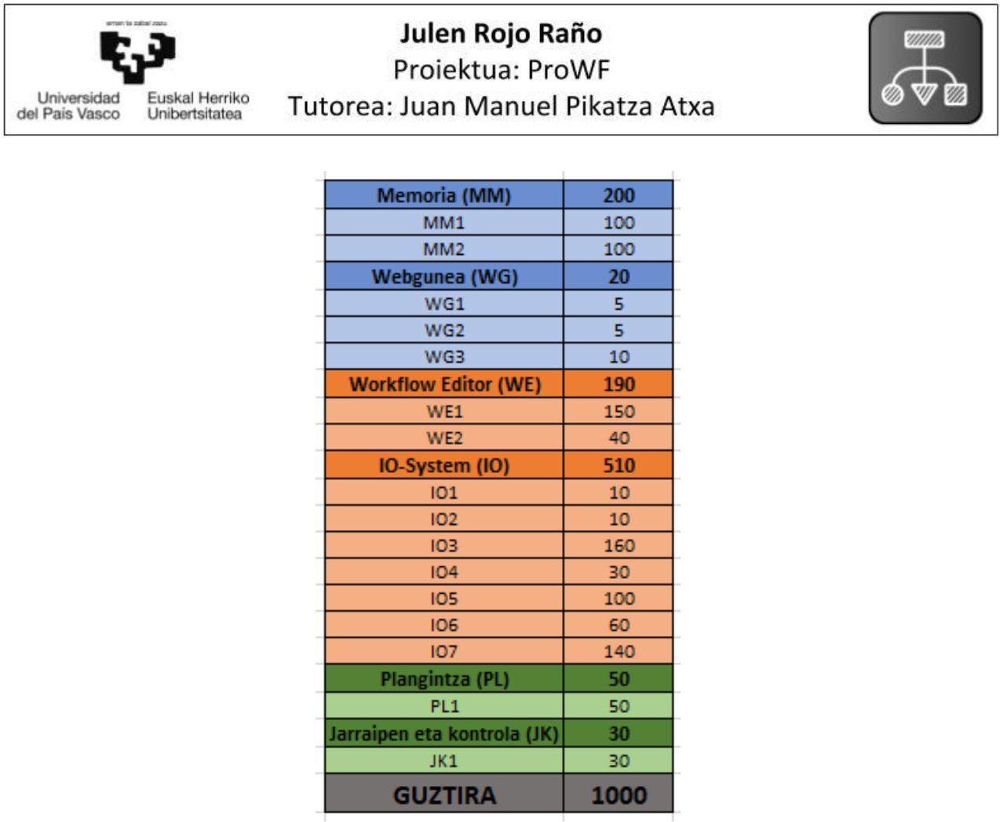 eman ta zabal zazu
Universidad
del País Vasco
Euskal Herriko
Unibertsitatea
Julen Rojo Raño
Proiektua: ProWF
Tutorea: Juan Manuel Pikatza Atxa
Memoria (MM) 200
MM1 100
MM2 100
Webgunea (WG) 20
WG1 5
WG2 5
WG3 10
Workflow Editor (WE) 190
WE1 150
WE2 40
IO-System (IO) 510
IO1 10
IO2 10
IO3 160
IO4 30
IO5 100
IO6 60
IO7 140
Plangintza (PL) 50
PL1 50
Jarraipen eta kontrola (JK) 30
JK1 30
GUZTIRA 1000